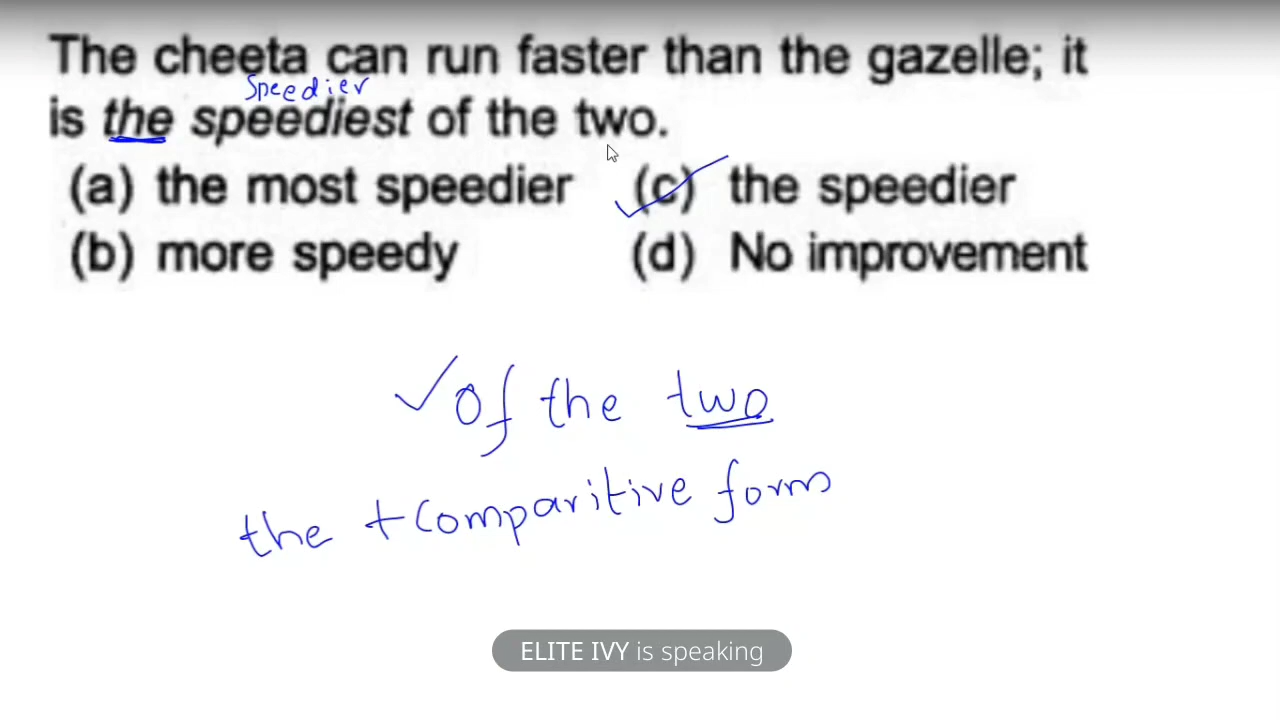 The cheeta can run faster than the gazelle; it
Speedier
is the speediest of the two.
(a) the most speedier (c) the speedier
(b) more speedy (d) No improvement
Of the two
the + Comparitive form
ELITE IVY is speaking